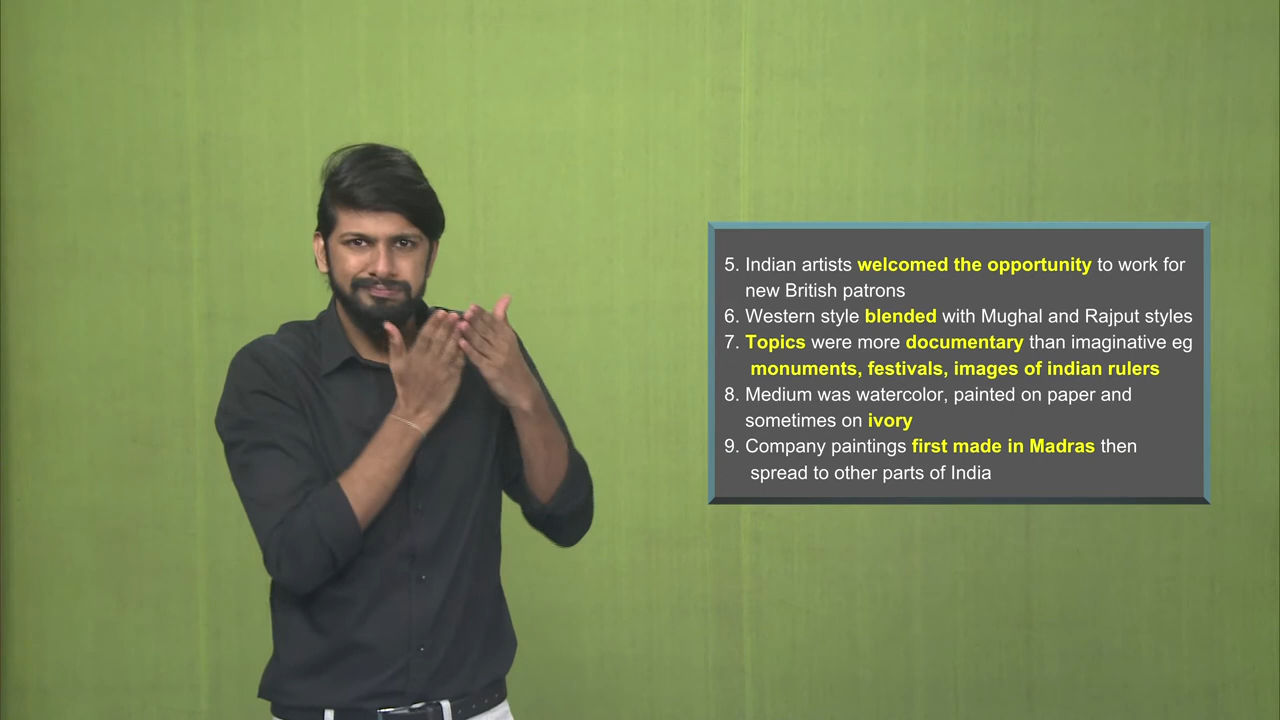 5. Indian artists welcomed the opportunity to work for
new British patrons
6. Western style blended with Mughal and Rajput styles
7. Topics were more documentary than imaginative eg
monuments, festivals, images of indian rulers
8. Medium was watercolor, painted on paper and
sometimes on ivory
9. Company paintings first made in Madras then
spread to other parts of India